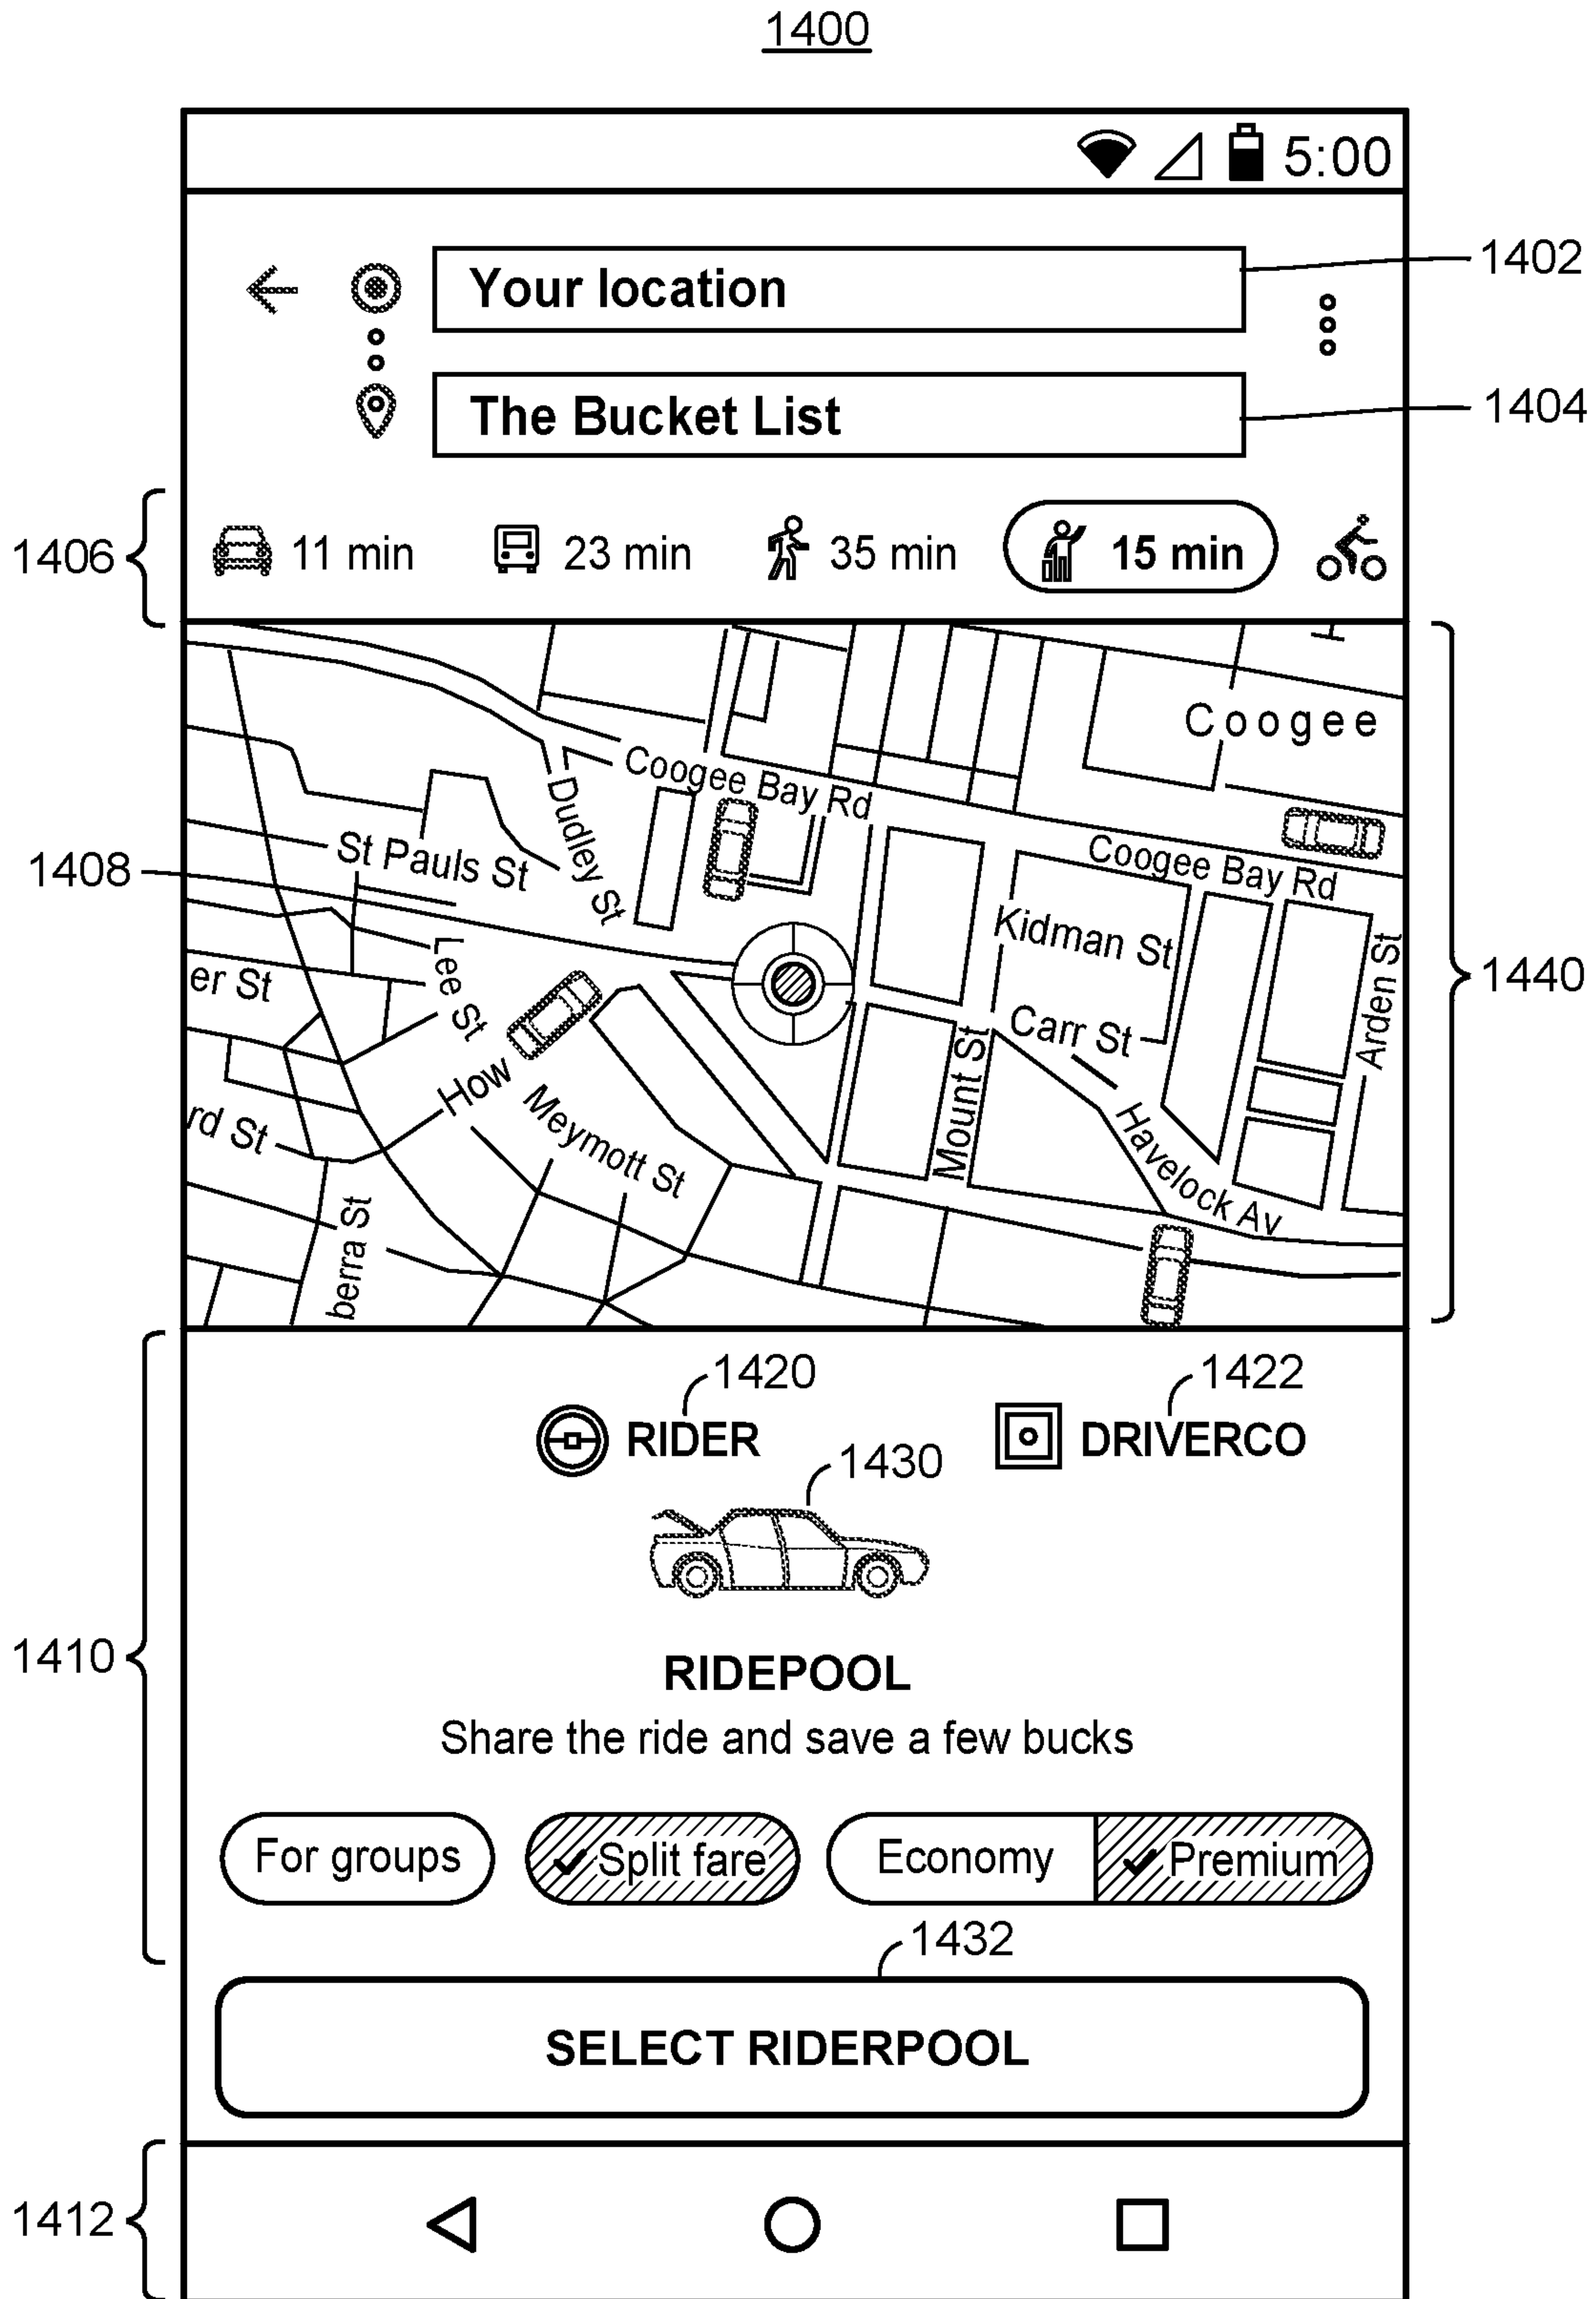 1400
5:00
Your location
1402
The Bucket List
1404
1406
11 min
23 min
35 min
15 min
Coogee
Coogee Bay Rd
Dudley St
Coogee Bay Rd
St Pauls St
1408
Kidman St
Lee St
er St
Arden St
1440
Carr St
Mount St
How
Meymott St
rd St
Havelock Av
berra St
1420
1422
RIDER
DRIVERCO
1430
1410
RIDEPOOL
Share the ride and save a few bucks
For groups
Split fare
Economy
Premium
1432
SELECT RIDERPOOL
1412